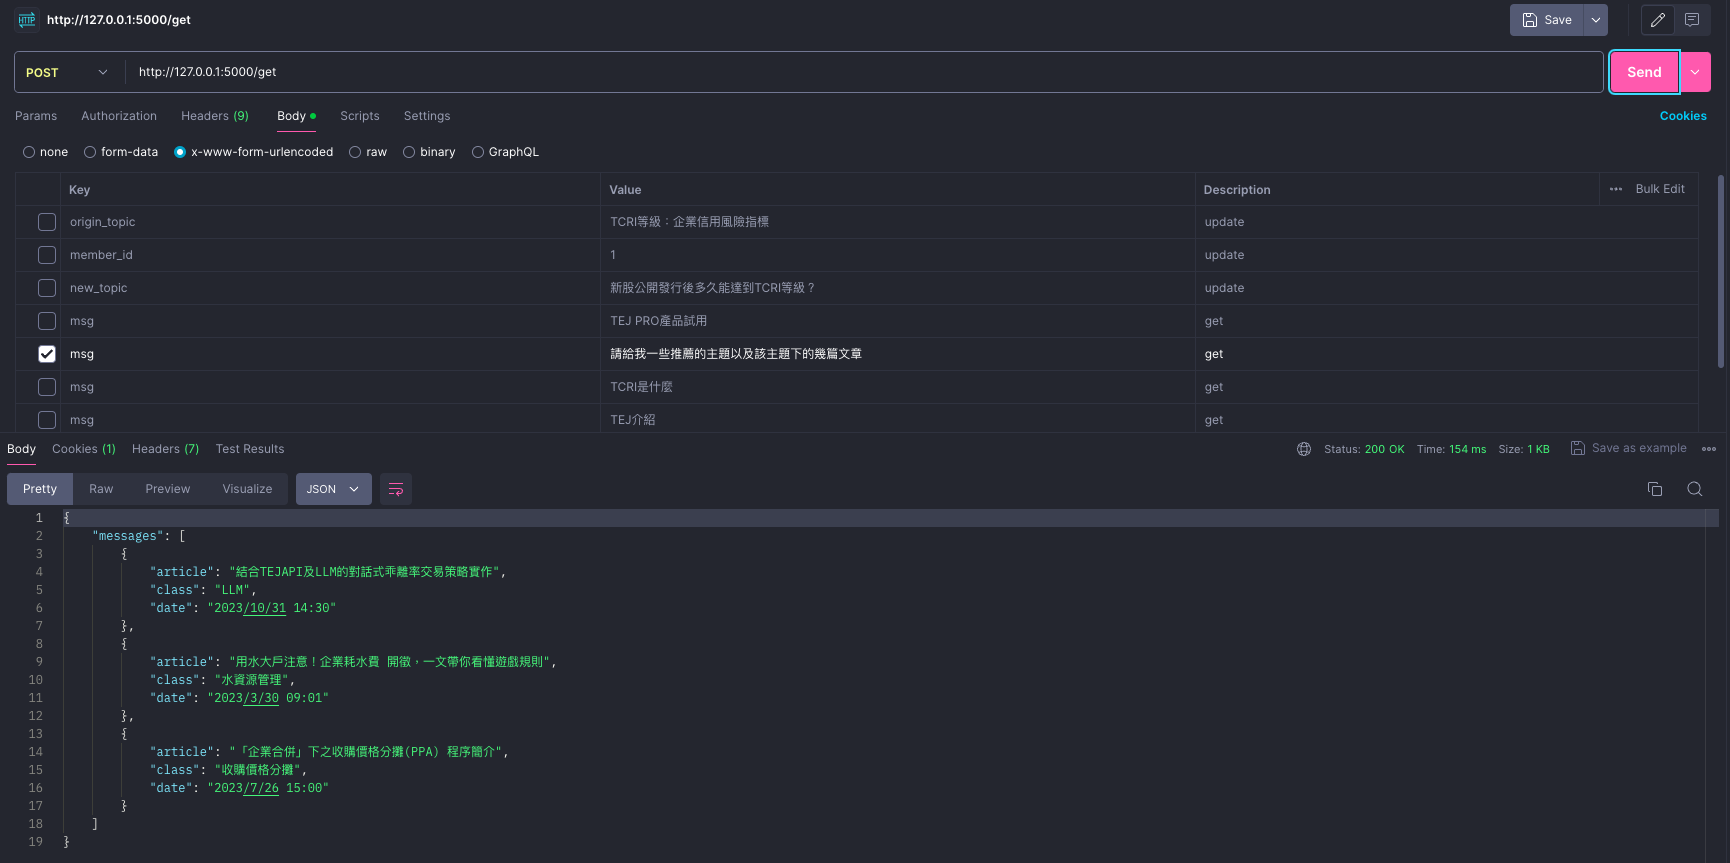 HTTP http://127.0.0.1:5000/get Save
POST http://127.0.0.1:5000/get Send
Params Authorization Headers (9) Body Scripts Settings Cookies
none form-data x-www-form-urlencoded raw binary GraphQL
Key Value Description ••• Bulk Edit
origin_topic TCRI等級：企業信用風險指標 update
member_id 1 update
new_topic 新股公開發行後多久能達到TCRI等級？ update
msg TEJ PRO產品試用 get
msg 請給我一些推薦的主題以及該主題下的幾篇文章 get
msg TCRI是什麼 get
msg TEJ介紹 get
Body Cookies (1) Headers (7) Test Results Status: 200 OK Time: 154 ms Size: 1 KB Save as example •••
Pretty Raw Preview Visualize JSON
1 {
2 "messages": [
3 {
4 "article": "結合TEJAPI及LLM的對話式乖離率交易策略實作",
5 "class": "LLM",
6 "date": "2023/10/31 14:30"
7 },
8 {
9 "article": "用水大戶注意！企業耗水費 開徵，一文帶你看懂遊戲規則",
10 "class": "水資源管理",
11 "date": "2023/3/30 09:01"
12 },
13 {
14 "article": "「企業合併」下之收購價格分攤(PPA) 程序簡介",
15 "class": "收購價格分攤",
16 "date": "2023/7/26 15:00"
17 }
18 ]
19 }